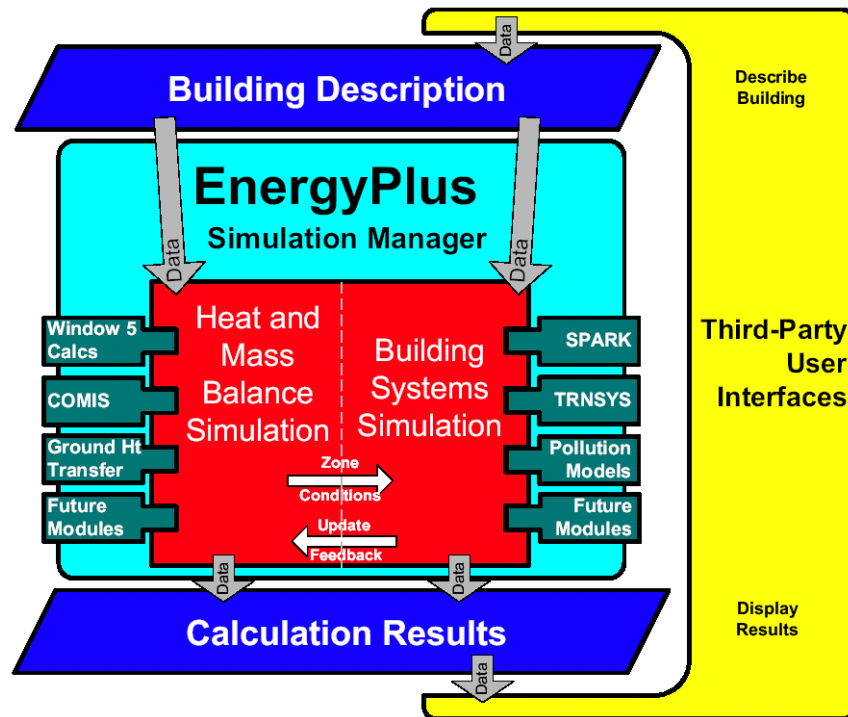 Data
Building Description
Describe
Building
EnergyPlus
Simulation Manager
Data
Data
Window 5
Calcs
COMIS
Ground Ht
Transfer
Future
Modules
Heat and
Mass
Balance
Simulation
Building
Systems
Simulation
Zone
Conditions
Update
Feedback
SPARK
TRNSYS
Pollution
Models
Future
Modules
Third-Party
User
Interfaces
Data
Data
Calculation Results
Display
Results
Data